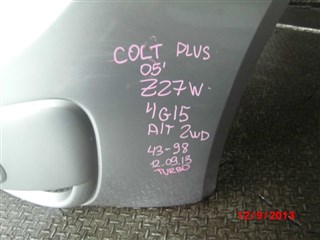 COLT PLUS
05'
Z27W.
4G15
A/T 2WD
43-98
12.09.13
TURBO
12/9/2013